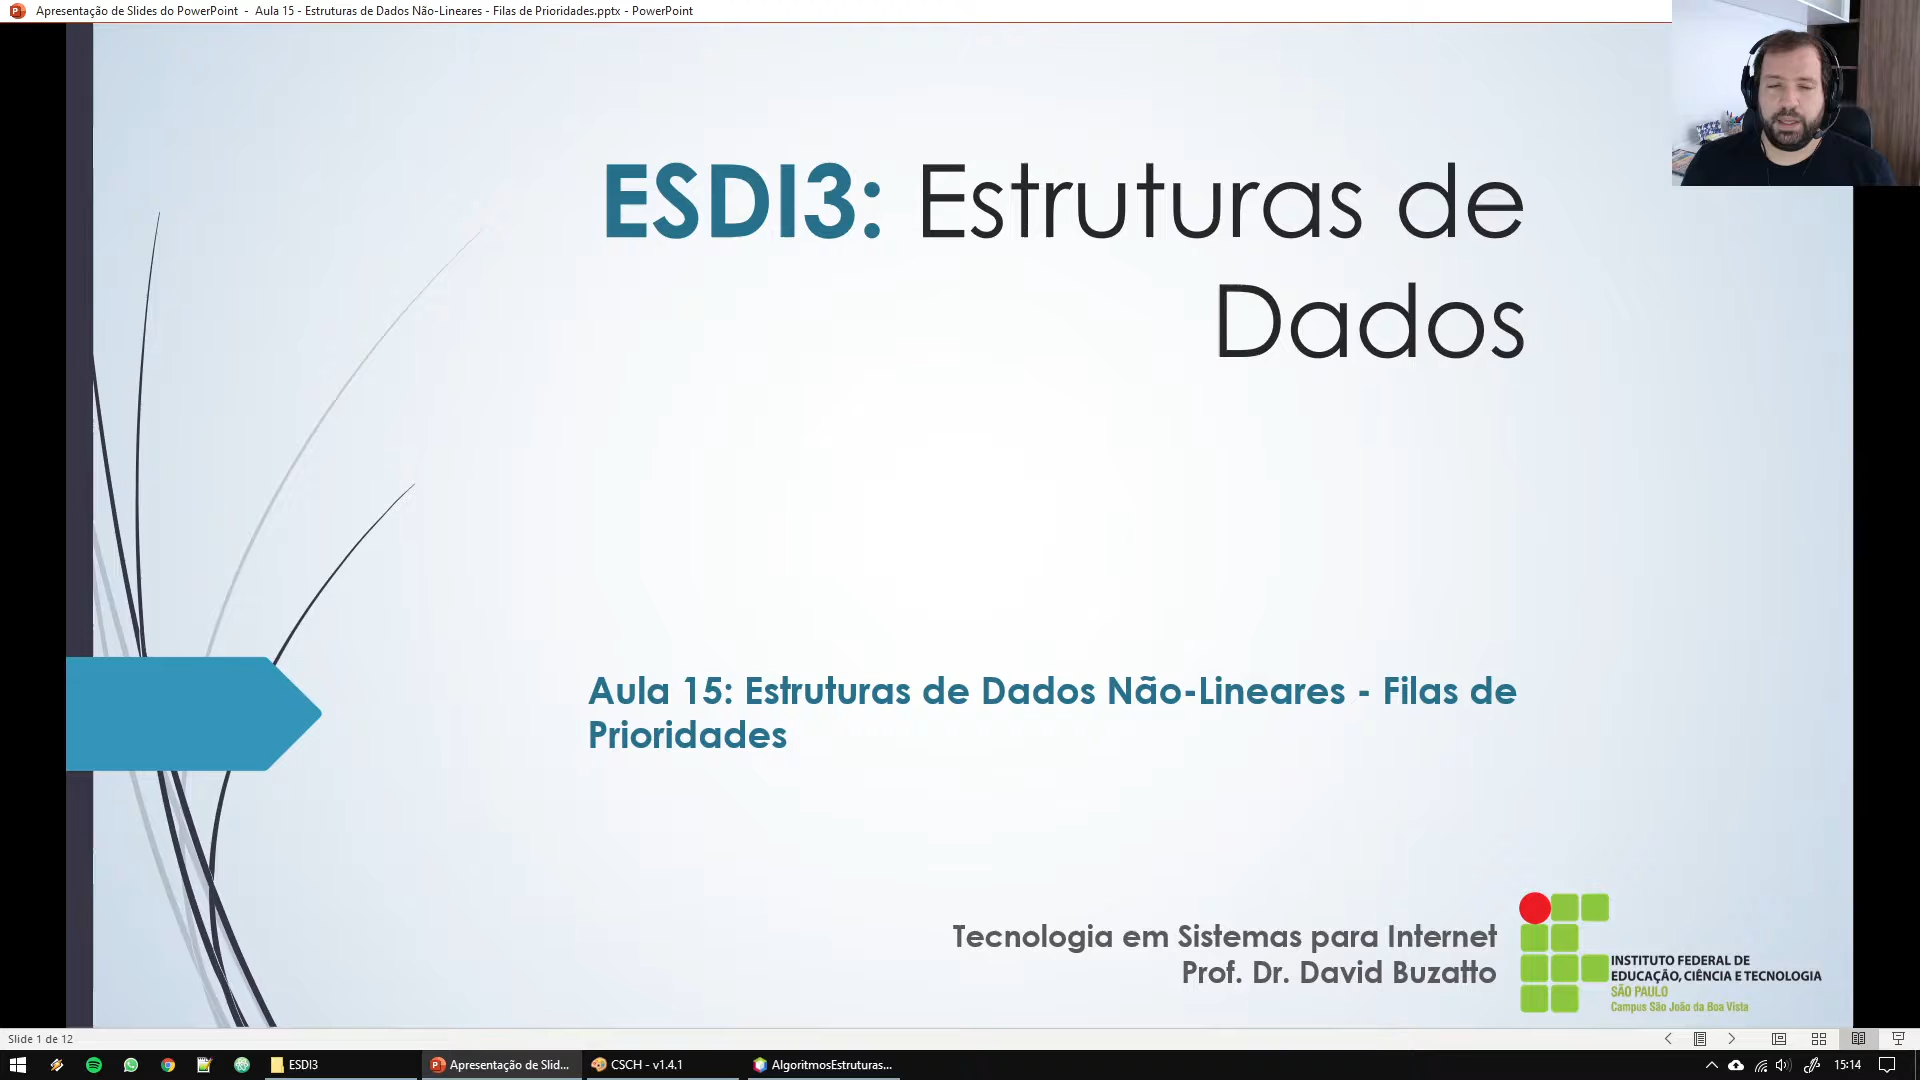 Apresentação de Slides do PowerPoint - Aula 15 - Estruturas de Dados Não-Lineares - Filas de Prioridades.pptx - PowerPoint
ESDI3: Estruturas de
Dados
Aula 15: Estruturas de Dados Não-Lineares - Filas de
Prioridades
Tecnologia em Sistemas para Internet
Prof. Dr. David Buzatto
INSTITUTO FEDERAL DE
EDUCAÇÃO, CIÊNCIA E TECNOLOGIA
SÃO PAULO
Campus São João da Boa Vista
Slide 1 de 12
ESDI3
Apresentação de Slid...
CSCH - v1.4.1
AlgoritmosEstruturas...
15:14